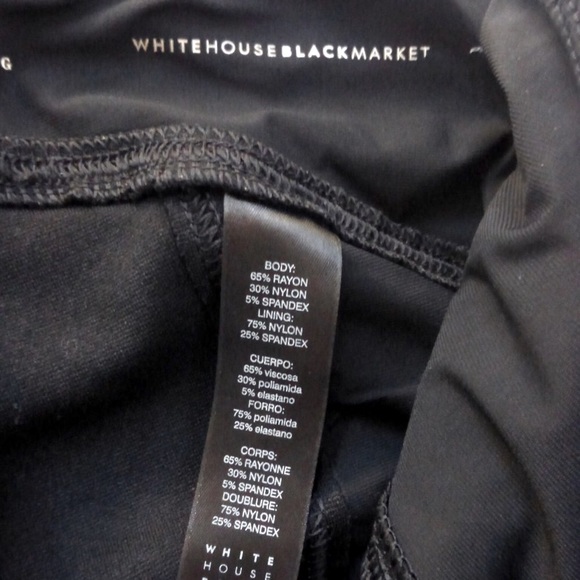 G
WHITEHOUSEBLACKMARKET
BODY:
65% RAYON
30% NYLON
5% SPANDEX
LINING:
75% NYLON
25% SPANDEX
CUERPO:
65% viscosa
30% poliamida
5% elastano
FORRO:
75% poliamida
25% elastano
CORPS:
65% RAYONNE
30% NYLON
5% SPANDEX
DOUBLURE:
75% NYLON
25% SPANDEX
WHITE
HOUSE